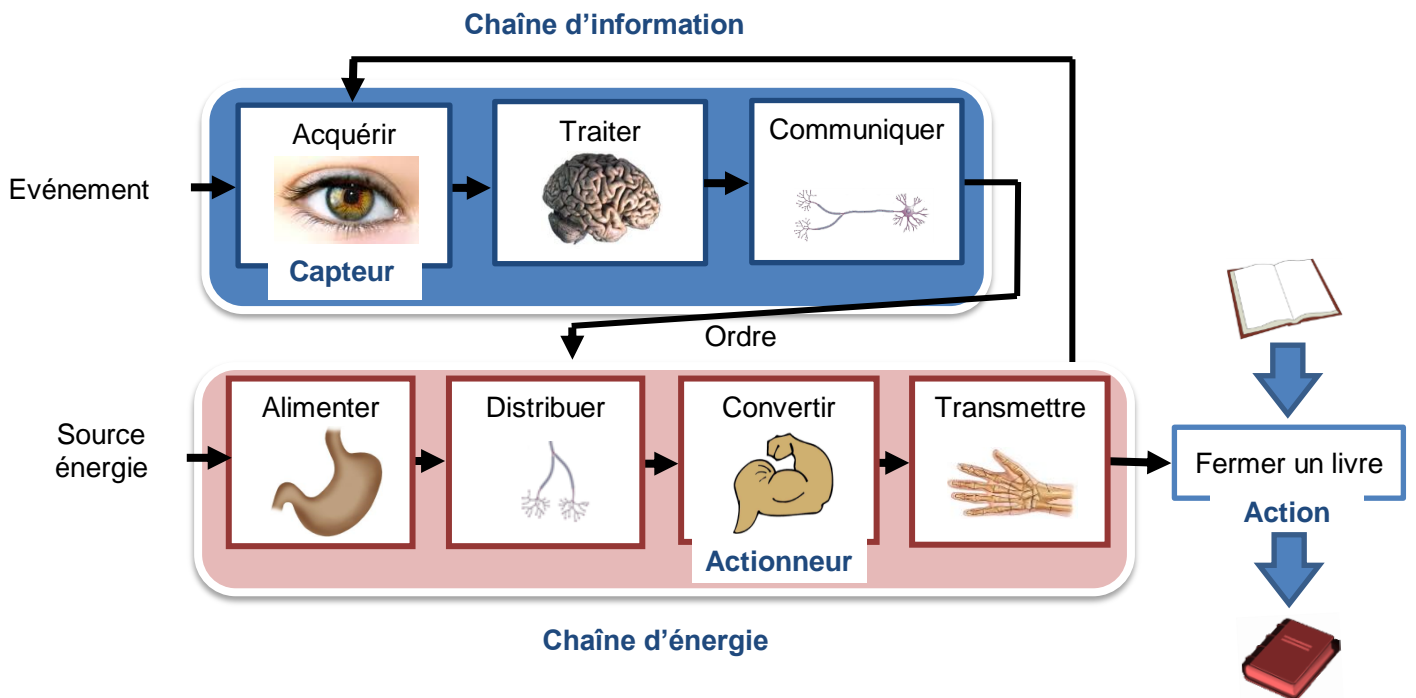 Chaîne d’information
Acquérir
Traiter
Communiquer
Evénement
Capteur
Ordre
Alimenter
Distribuer
Convertir
Transmettre
Source
énergie
Fermer un livre
Action
Actionneur
Chaîne d’énergie